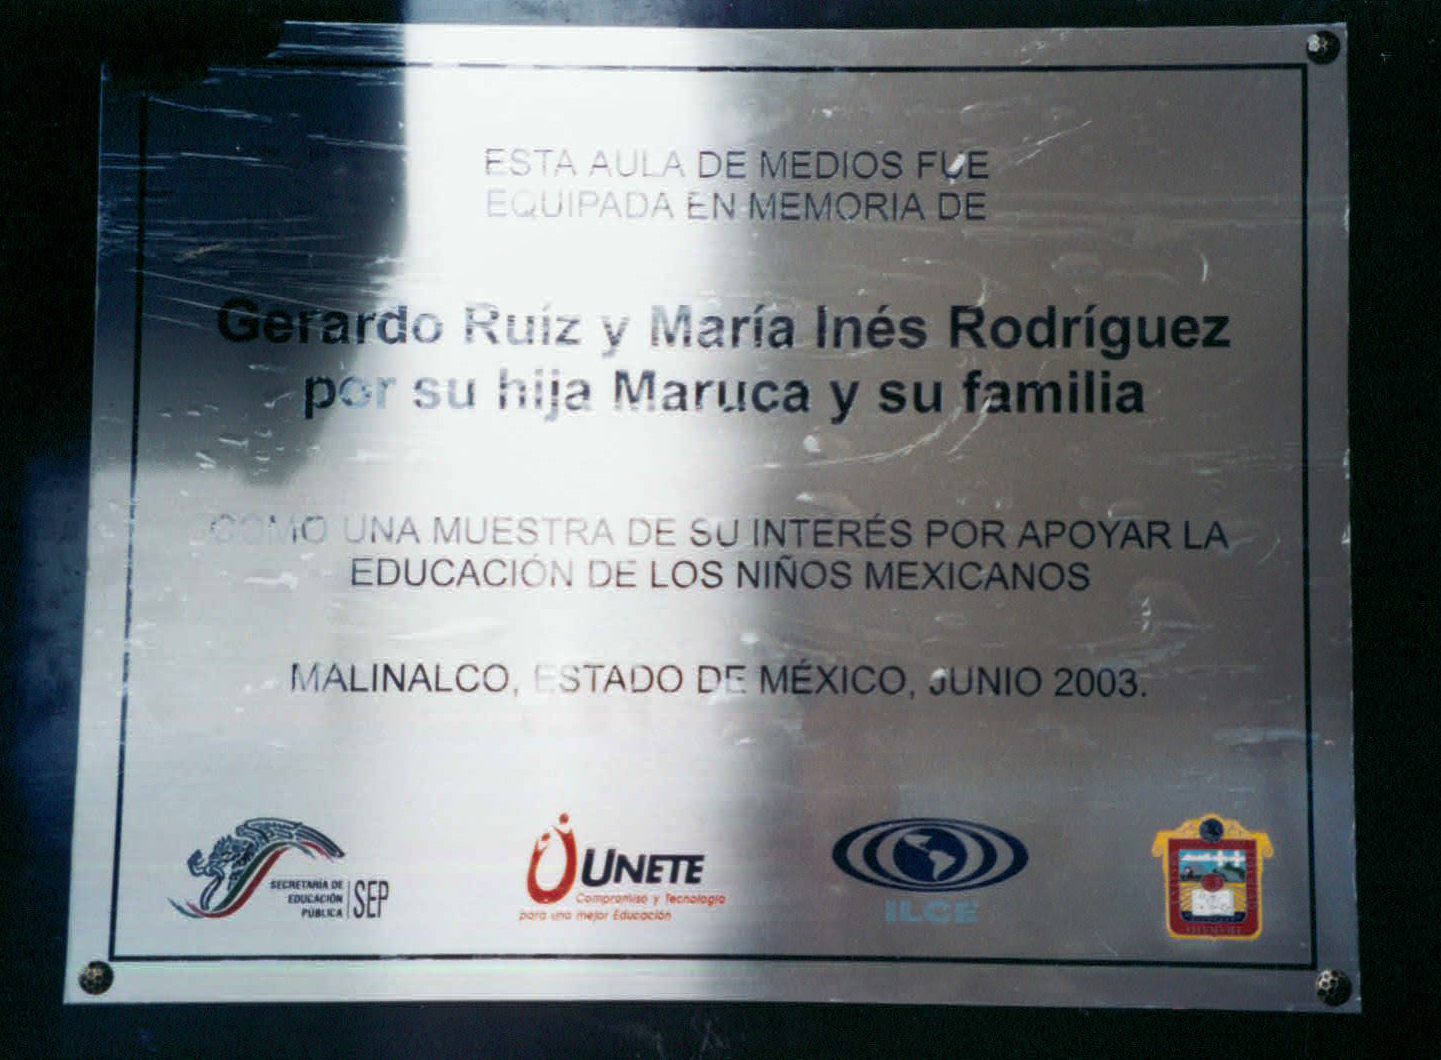 ESTA AULA DE MEDIOS FUE
EQUIPADA EN MEMORIA DE
Gerardo Ruíz y María Inés Rodríguez
por su hija Maruca y su familia
COMO UNA MUESTRA DE SU INTERÉS POR APOYAR LA
EDUCACIÓN DE LOS NIÑOS MEXICANOS
MALINALCO, ESTADO DE MÉXICO, JUNIO 2003.
SECRETARÍA DE
EDUCACIÓN
PÚBLICA
SEP
UNETE
Compromiso y Tecnología
para una mejor Educación
ILCE